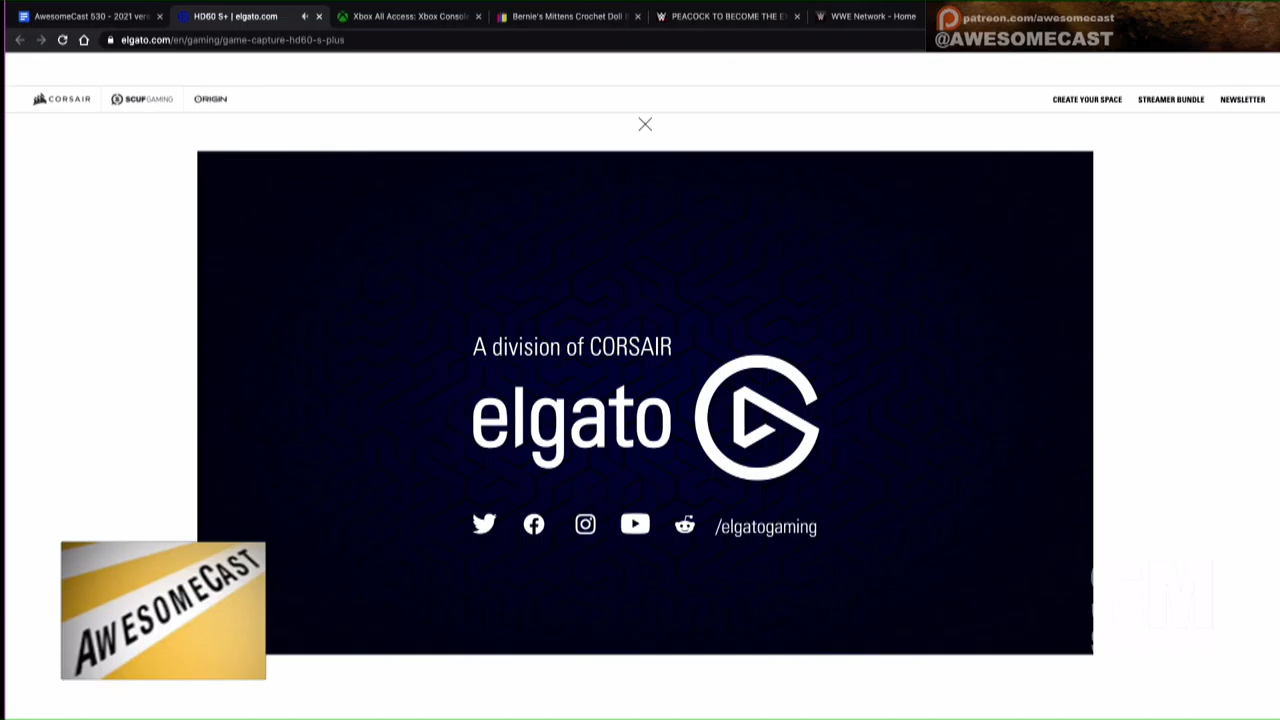 AwesomeCast 530 - 2021 vers
HD60 S+ | elgato.com
Xbox All Access: Xbox Consol
Bernie's Mittens Crochet Doll
PEACOCK TO BECOME THE
WWE Network - Home
patreon.com/awesomecast
@AWESOMECAST
elgato.com/en/gaming/game-capture-hd60-s-plus
CORSAIR
SCUF GAMING
ORIGIN
CREATE YOUR SPACE
STREAMER BUNDLE
NEWSLETTER
A division of CORSAIR
elgato
/elgatogaming
AWESOMECAST